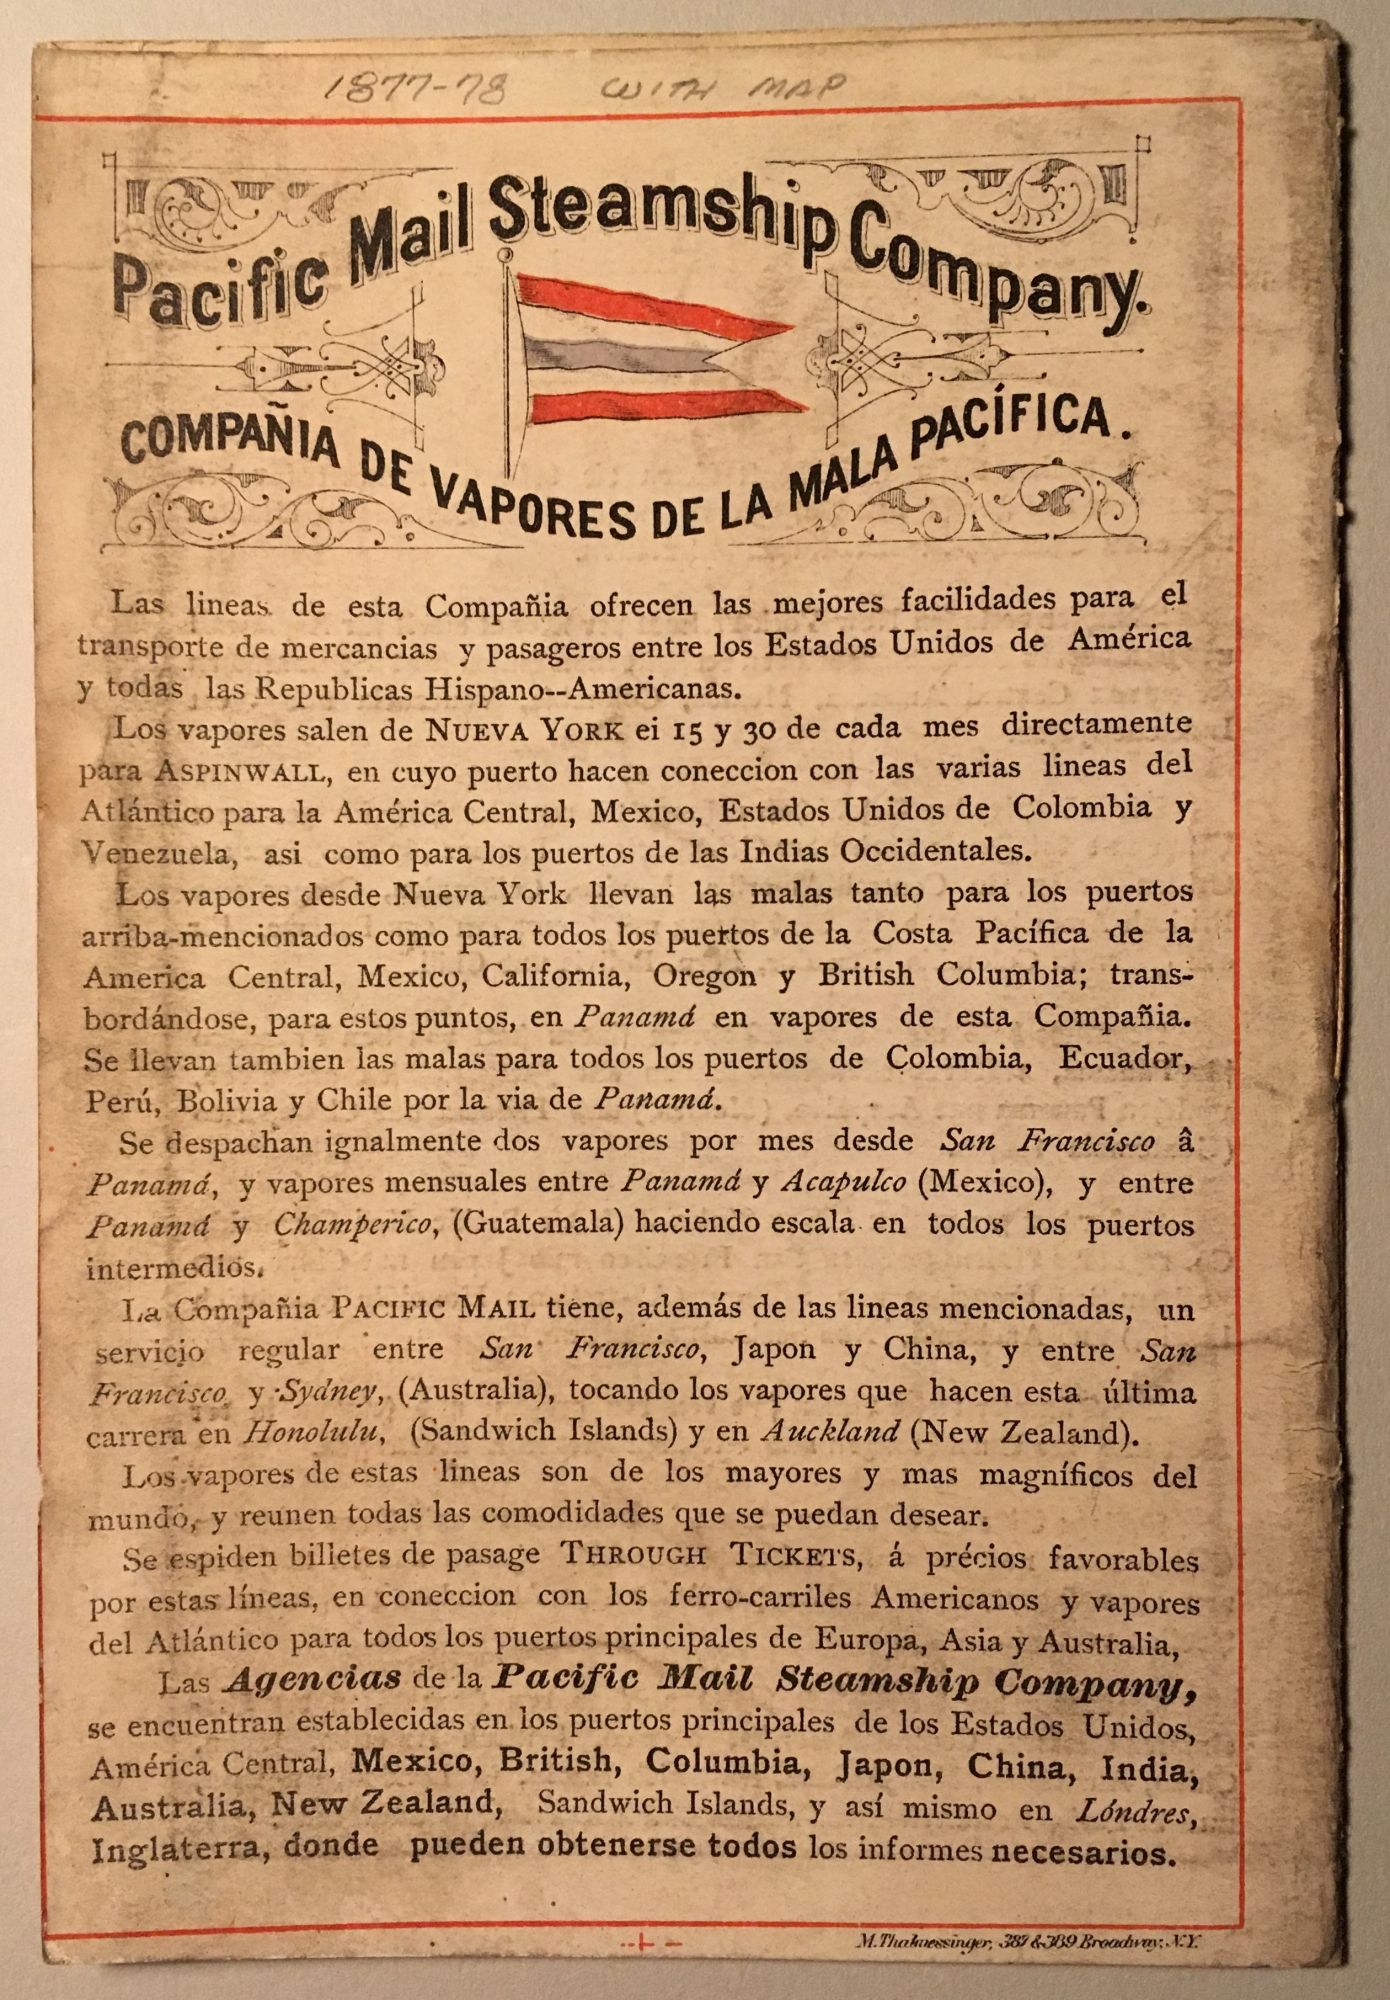 1877-78 WITH MAP
Pacific Mail Steamship Company.
COMPAÑIA DE VAPORES DE LA MALA PACÍFICA.
Las lineas de esta Compañia ofrecen las mejores facilidades para el
transporte de mercancias y pasageros entre los Estados Unidos de América
y todas las Republicas Hispano--Americanas.
Los vapores salen de NUEVA YORK ei 15 y 30 de cada mes directamente
para ASPINWALL, en cuyo puerto hacen coneccion con las varias lineas del
Atlántico para la América Central, Mexico, Estados Unidos de Colombia y
Venezuela, asi como para los puertos de las Indias Occidentales.
Los vapores desde Nueva York llevan las malas tanto para los puertos
arriba-mencionados como para todos los puertos de la Costa Pacífica de la
America Central, Mexico, California, Oregon y British Columbia; trans-
bordándose, para estos puntos, en Panamá en vapores de esta Compañia.
Se llevan tambien las malas para todos los puertos de Colombia, Ecuador,
Perú, Bolivia y Chile por la via de Panamá.
Se despachan ignalmente dos vapores por mes desde San Francisco â
Panamá, y vapores mensuales entre Panamá y Acapulco (Mexico), y entre
Panamá y Champerico, (Guatemala) haciendo escala en todos los puertos
intermedios.
La Compañia PACIFIC MAIL tiene, además de las lineas mencionadas, un
servicio regular entre San Francisco, Japon y China, y entre San
Francisco, y Sydney, (Australia), tocando los vapores que hacen esta última
carrera en Honolulu, (Sandwich Islands) y en Auckland (New Zealand).
Los vapores de estas lineas son de los mayores y mas magníficos del
mundo, y reunen todas las comodidades que se puedan desear.
Se espiden billetes de pasage THROUGH TICKETS, á précios favorables
por estas líneas, en coneccion con los ferro-carriles Americanos y vapores
del Atlántico para todos los puertos principales de Europa, Asia y Australia,
Las Agencias de la Pacific Mail Steamship Company,
se encuentran establecidas en los puertos principales de los Estados Unidos,
América Central, Mexico, British, Columbia, Japon, China, India,
Australia, New Zealand, Sandwich Islands, y así mismo en Lóndres,
Inglaterra, donde pueden obtenerse todos los informes necesarios.
M. Thalmessinger, 387 & 389 Broadway, N.Y.